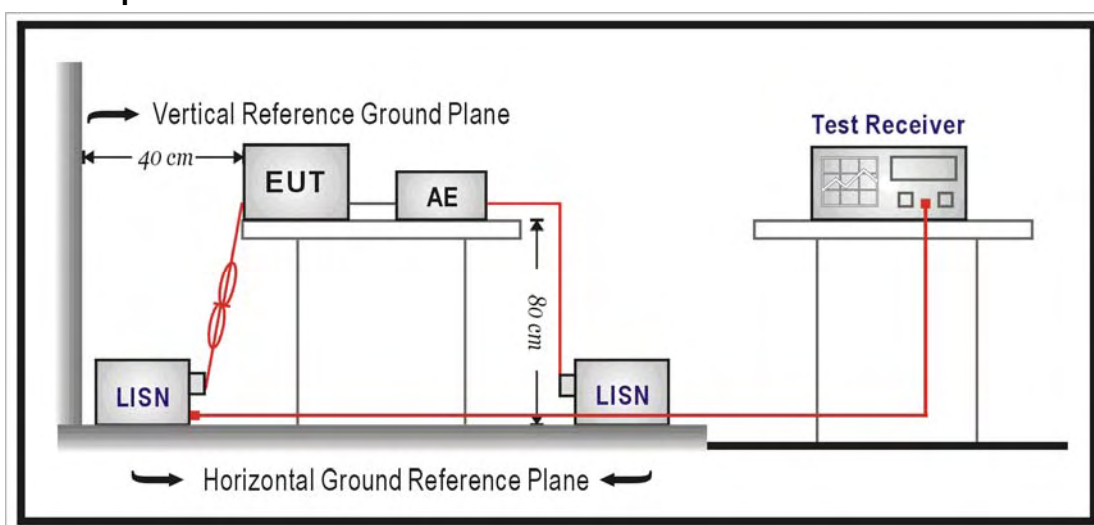 Vertical Reference Ground Plane
Test Receiver
40 cm
EUT
AE
80 cm
LISN
LISN
Horizontal Ground Reference Plane